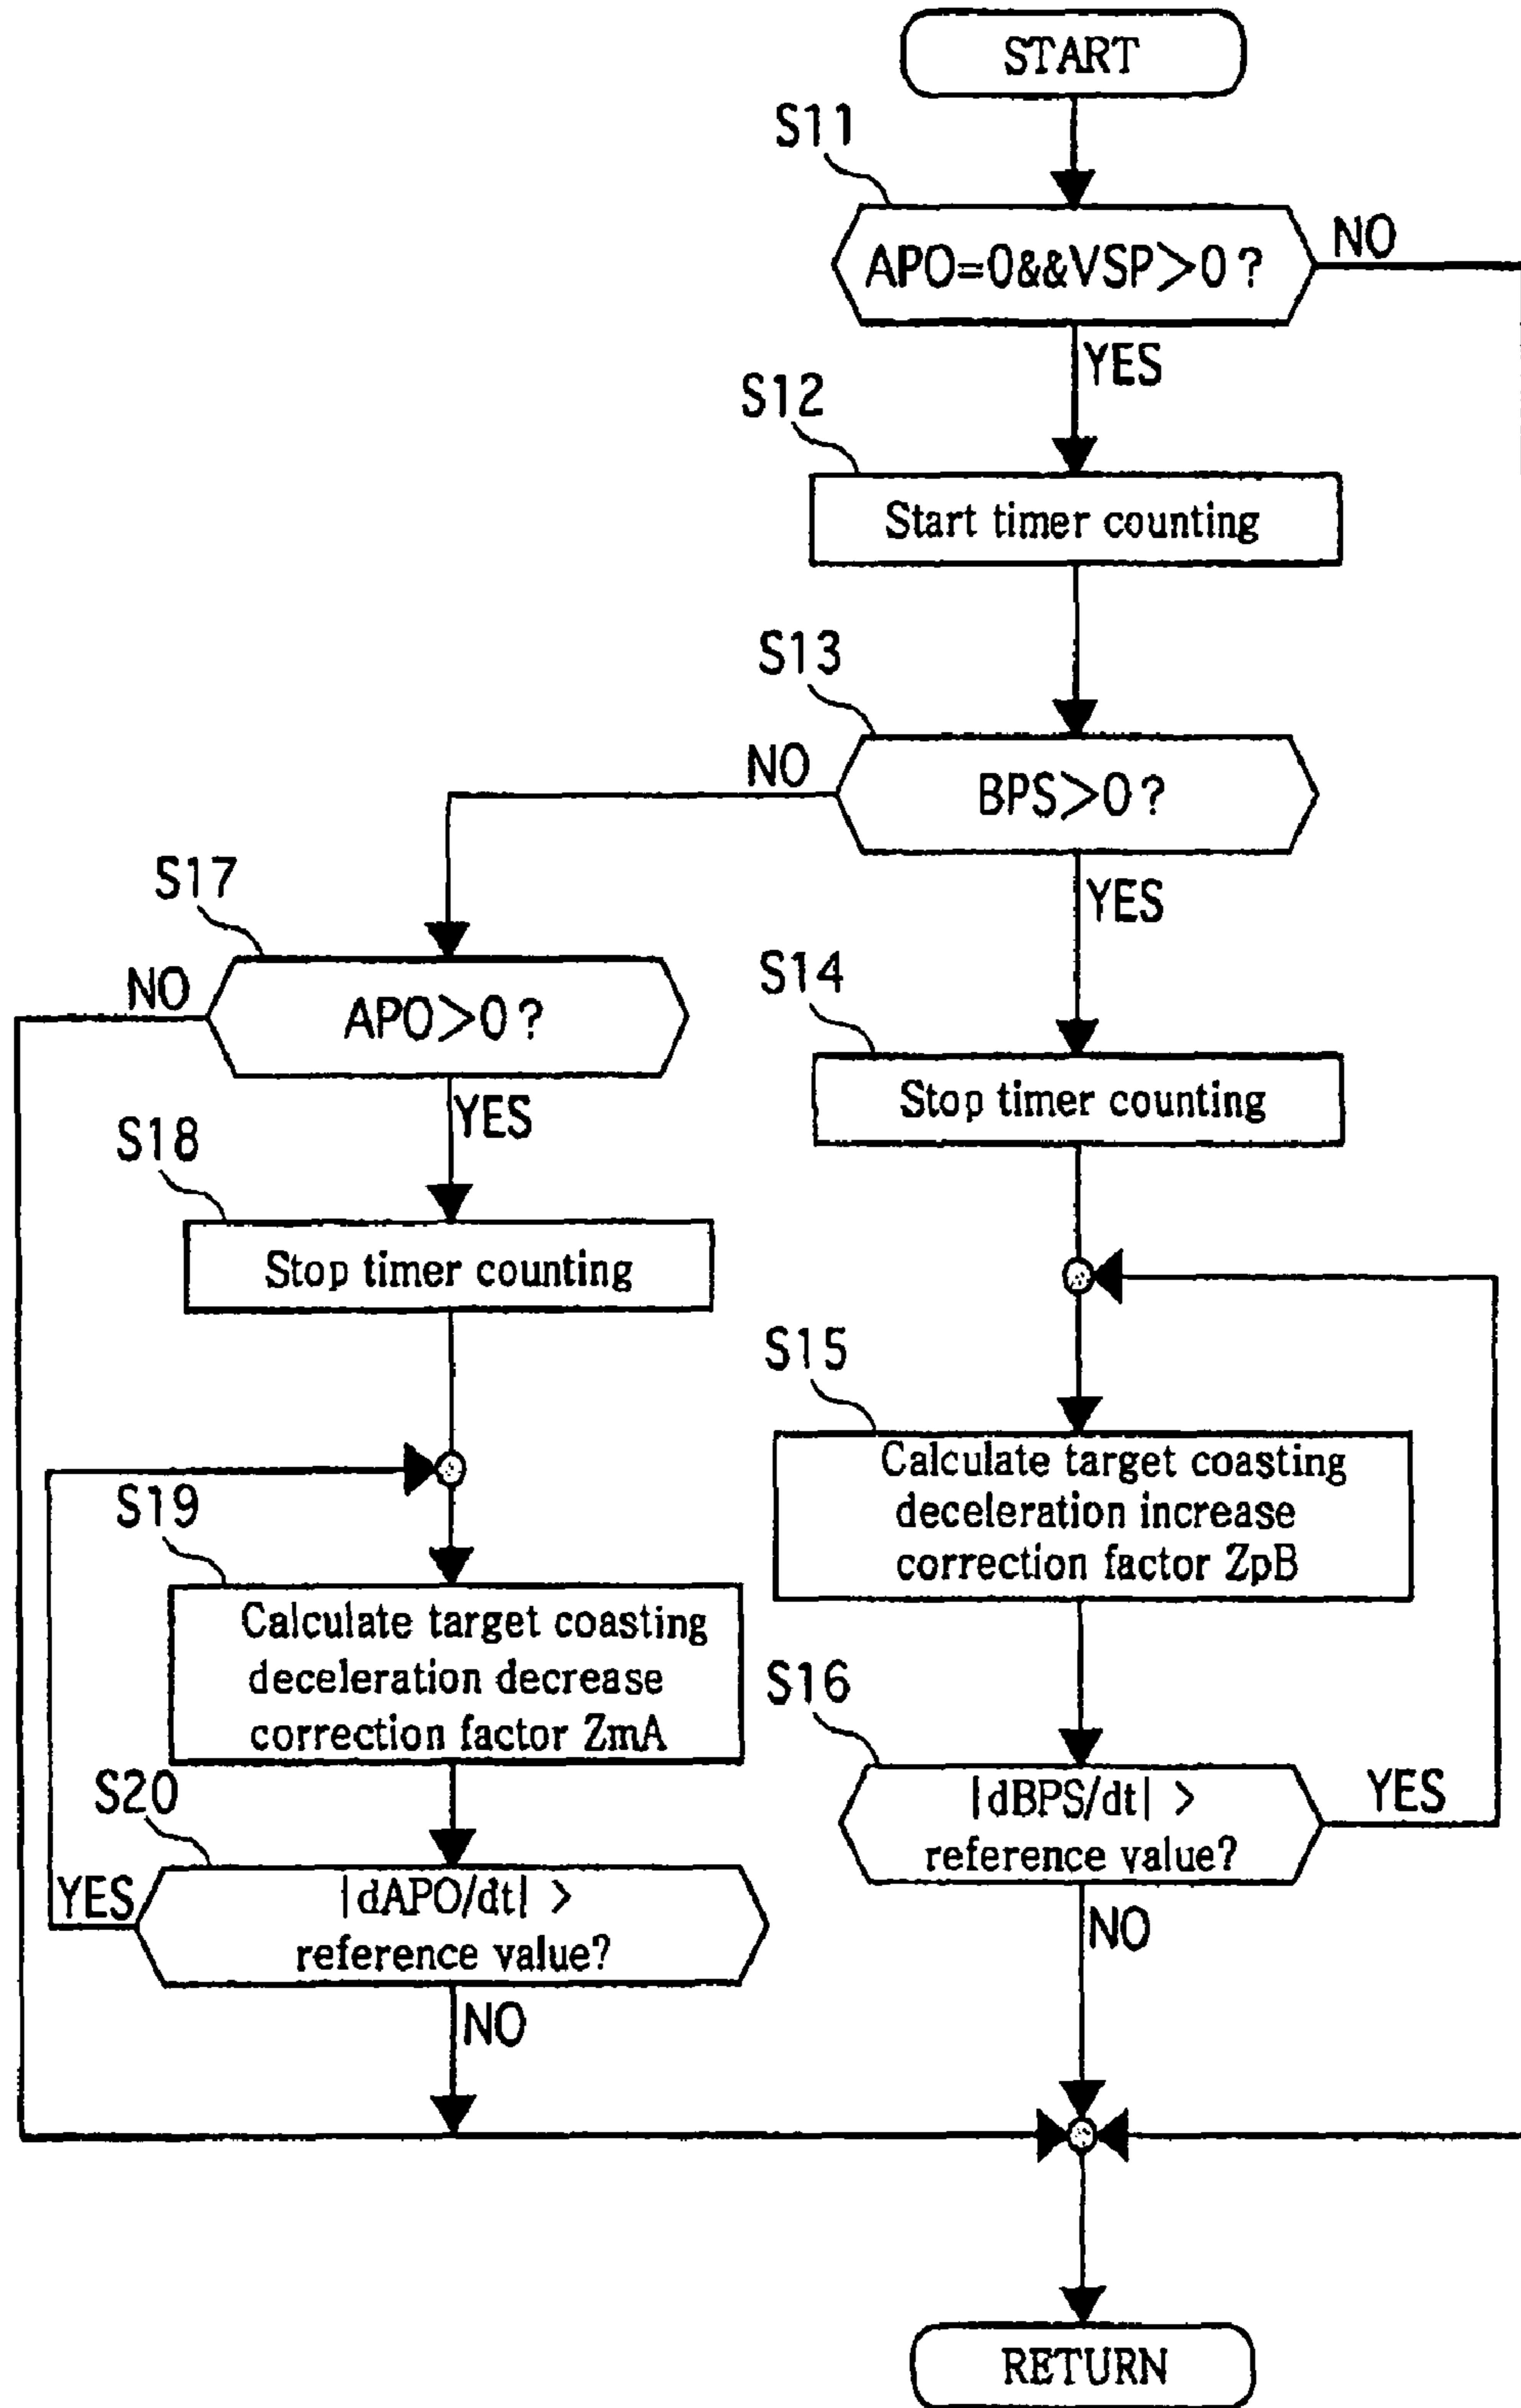 START
S11
APO=0&&VSP>0?
NO
YES
S12
Start timer counting
S13
NO
BPS>0?
YES
S17
NO
APO>0?
YES
S14
Stop timer counting
S18
Stop timer counting
S15
Calculate target coasting
deceleration increase
correction factor ZpB
S19
Calculate target coasting
deceleration decrease
correction factor ZmA
S16
|dBPS/dt| >
reference value?
YES
NO
S20
YES
|dAPO/dt| >
reference value?
NO
RETURN